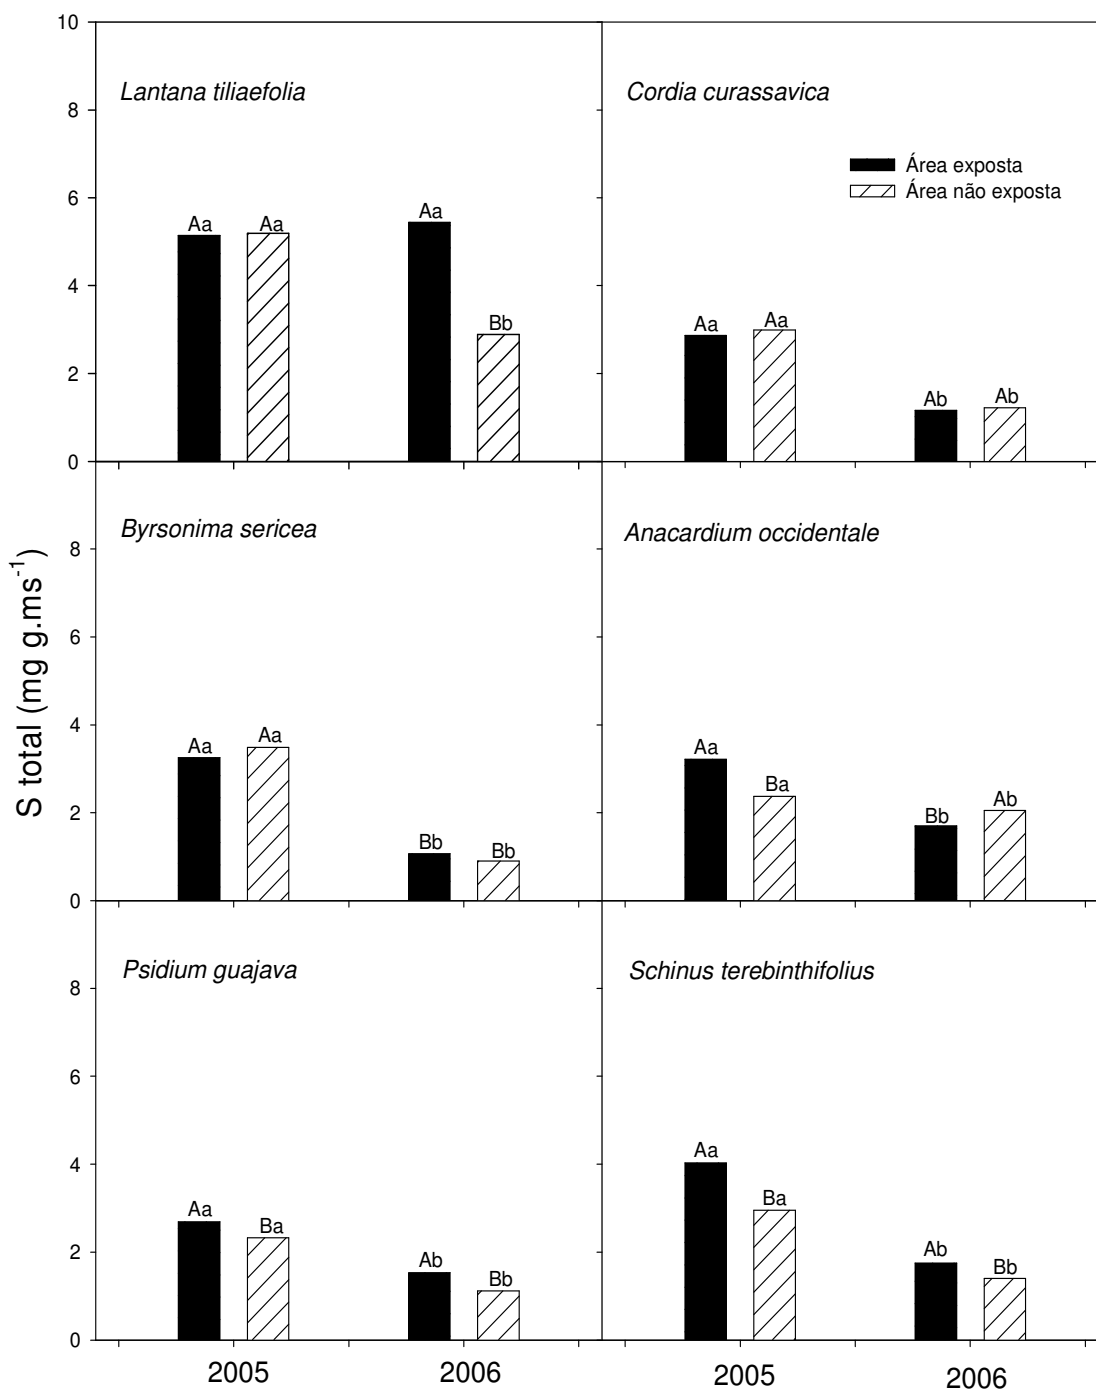 10
Lantana tiliaefolia
Cordia curassavica
8
Área exposta
Área não exposta
6
Aa Aa Aa
4
Bb
Aa Aa
2
Ab Ab
0
Byrsonima sericea
Anacardium occidentale
8
6
S total (mg g.ms-1)
4
Aa Aa
Aa
Ba
2
Bb Bb
Bb Ab
0
Psidium guajava
Schinus terebinthifolius
8
6
4
Aa
Aa Ba
Ba
2
Ab Bb
Ab Bb
0
2005 2006 2005 2006